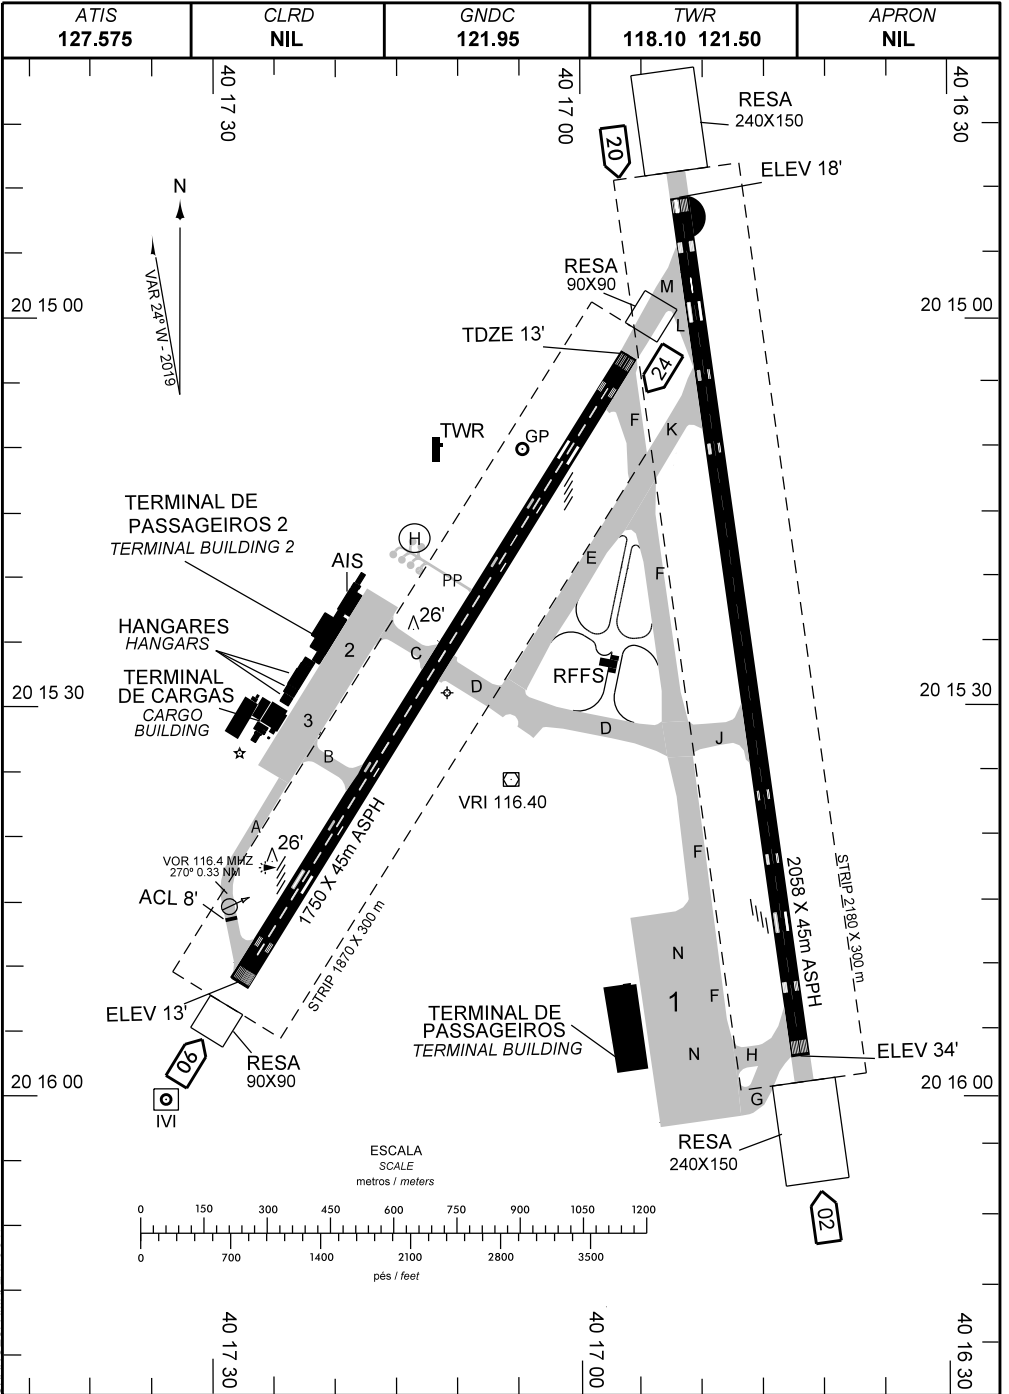 ATIS
127.575
CLRD
NIL
GNDC
121.95
TWR
118.10 121.50
APRON
NIL
40 17 30
40 17 00
40 16 30
RESA
240X150
20
ELEV 18'
N
VAR 24º W - 2019
RESA
90X90
M
20 15 00
20 15 00
L
TDZE 13'
24
F
K
TWR
GP
TERMINAL DE
PASSAGEIROS 2
TERMINAL BUILDING 2
H
AIS
PP
E
F
26'
HANGARES
HANGARS
2
C
TERMINAL
DE CARGAS
CARGO
BUILDING
RFFS
D
20 15 30
20 15 30
3
D
J
B
VRI 116.40
A
26'
1750 X 45m ASPH
F
VOR 116.4 MHZ
270º 0.33 NM
2058 X 45m ASPH
STRIP 2180 X 300 m
ACL 8'
STRIP 1870 X 300 m
N
F
1
ELEV 13'
TERMINAL DE
PASSAGEIROS
TERMINAL BUILDING
N
H
ELEV 34'
06
RESA
90X90
20 16 00
20 16 00
G
IVI
RESA
240X150
ESCALA
SCALE
metros / meters
0 150 300 450 600 750 900 1050 1200
0 700 1400 2100 2800 3500
pés / feet
02
40 17 30
40 17 00
40 16 30